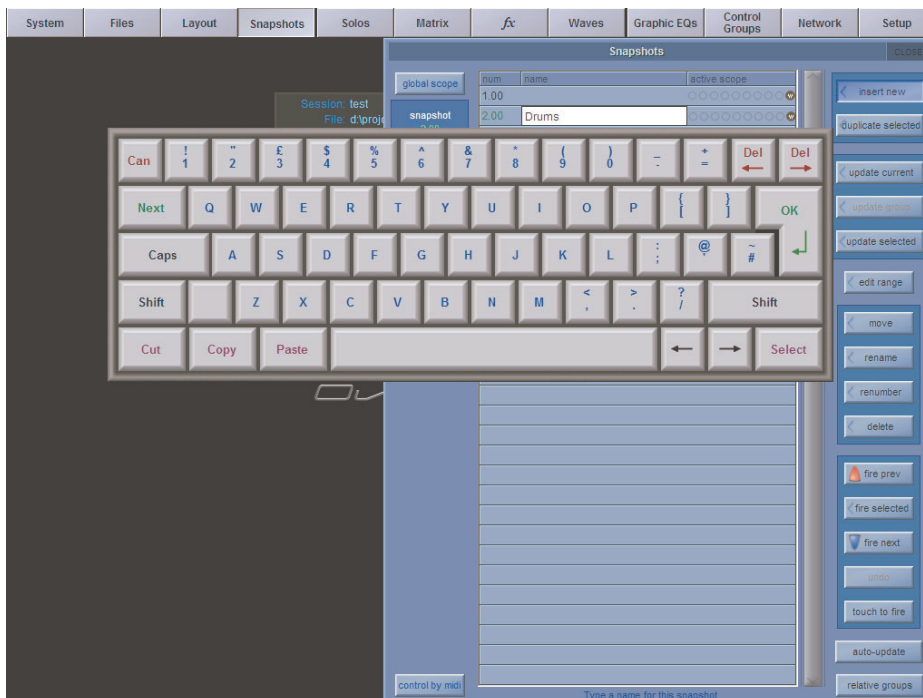 System Files Layout Snapshots Solos Matrix fx Waves Graphic EQs Control Groups Network Setup
Snapshots CLOSE
global scope
num name active scope
1.00
snapshot
2.00 Drums
Session: test
File: d:\proje
insert new
duplicate selected
update current
update group
update selected
edit range
move
rename
renumber
delete
fire prev
fire selected
fire next
undo
touch to fire
auto-update
relative groups
Can ! 1 " 2 £ 3 $ 4 % 5 ^ 6 & 7 * 8 ( 9 ) 0 _ - + = Del ← Del →
Next Q W E R T Y U I O P { [ } ] OK
Caps A S D F G H J K L : ; @ ' ~ #
Shift Z X C V B N M < , > . ? / Shift
Cut Copy Paste ← → Select
control by midi
Type a name for this snapshot